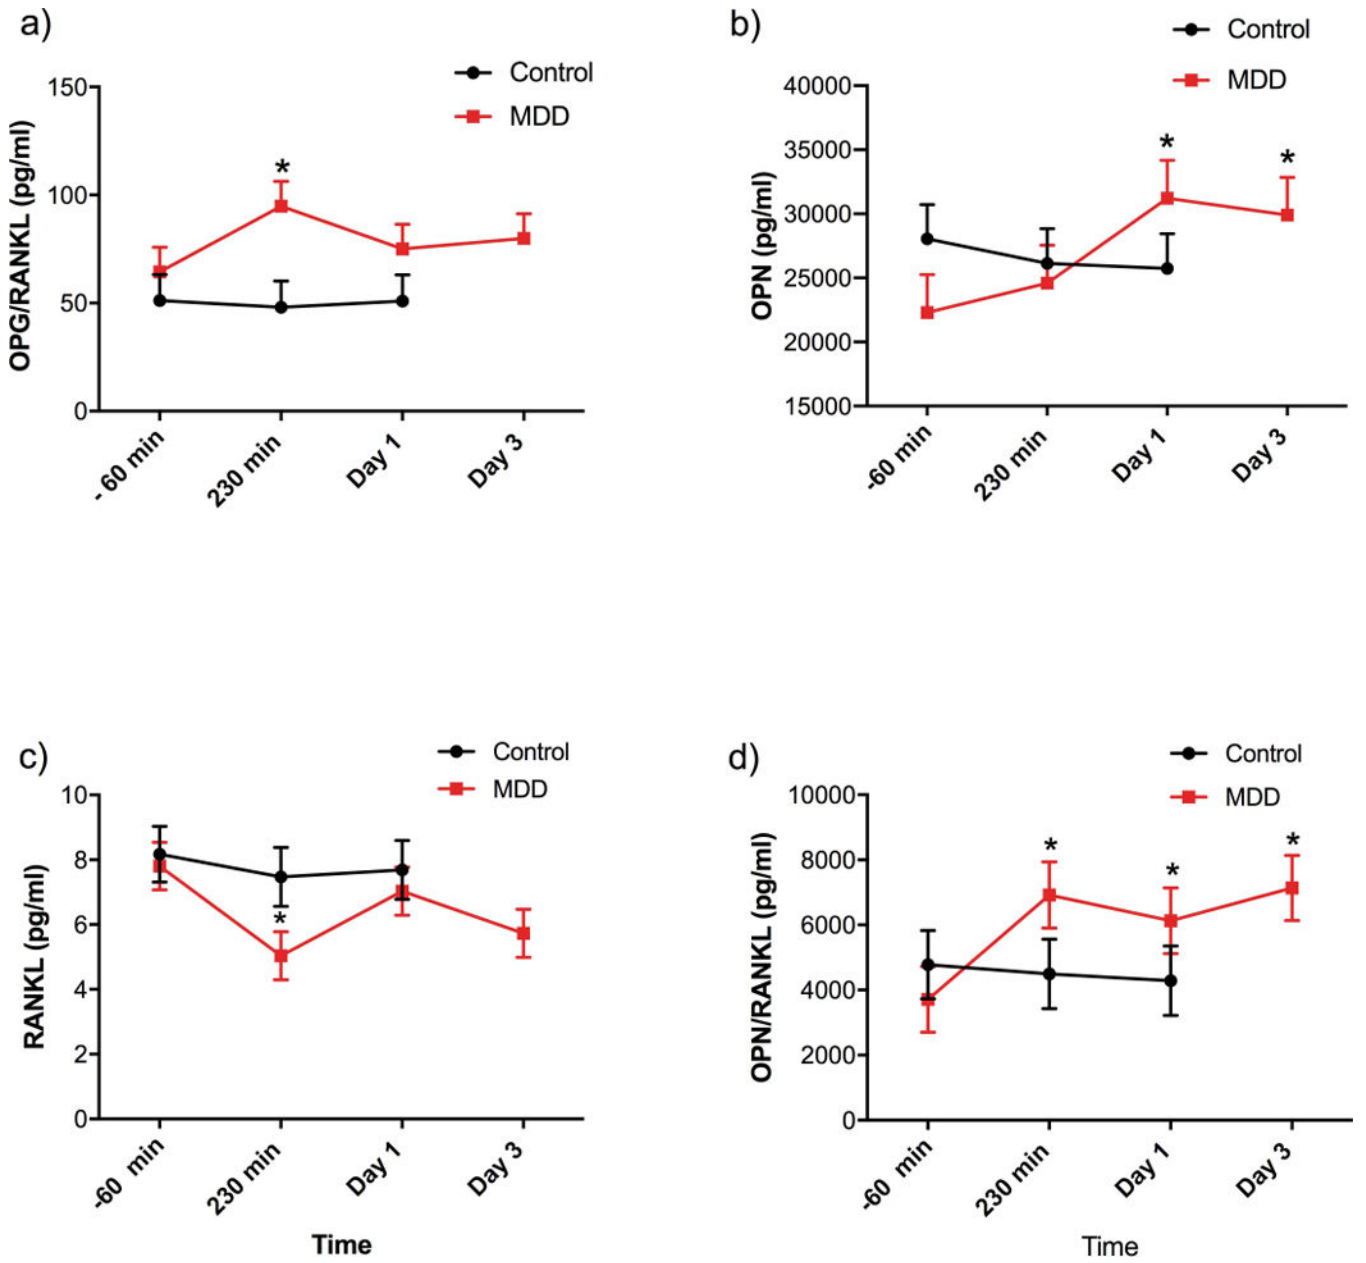 a)
Control
MDD
OPG/RANKL (pg/ml)
150
100
50
0
*
- 60 min
230 min
Day 1
Day 3
b)
Control
MDD
OPN (pg/ml)
40000
35000
30000
25000
20000
15000
*
*
-60 min
230 min
Day 1
Day 3
c)
Control
MDD
RANKL (pg/ml)
10
8
6
4
2
0
*
-60 min
230 min
Day 1
Day 3
Time
d)
Control
MDD
OPN/RANKL (pg/ml)
10000
8000
6000
4000
2000
0
*
*
*
-60 min
230 min
Day 1
Day 3
Time